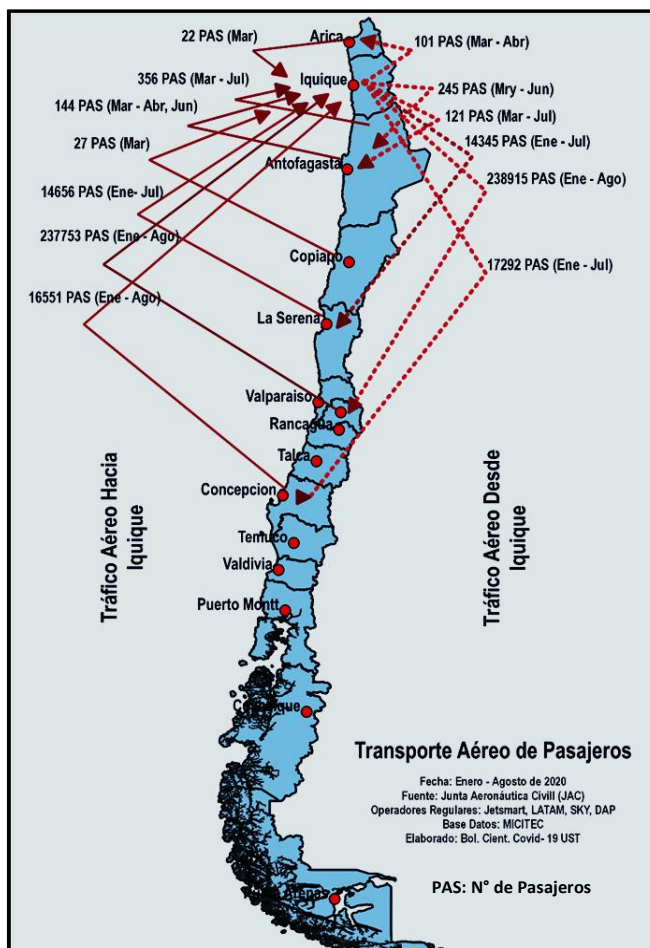 22 PAS (Mar)
Arica
101 PAS (Mar - Abr)
356 PAS (Mar - Jul)
Iquique
245 PAS (Mry - Jun)
144 PAS (Mar - Abr, Jun)
121 PAS (Mar - Jul)
27 PAS (Mar)
14345 PAS (Ene - Jul)
Antofagasta
14656 PAS (Ene- Jul)
238915 PAS (Ene - Ago)
237753 PAS (Ene - Ago)
Copiapo
17292 PAS (Ene - Jul)
16551 PAS (Ene - Ago)
La Serena
Valparaiso
Rancagua
Talca
Concepcion
Temuco
Valdivia
Puerto Montt
Tráfico Aéreo Hacia
Iquique
Tráfico Aéreo Desde
Iquique
Transporte Aéreo de Pasajeros
Fecha: Enero - Agosto de 2020
Fuente: Junta Aeronáutica Civill (JAC)
Operadores Regulares: Jetsmart, LATAM, SKY, DAP
Base Datos: MICITEC
Elaborado: Bol. Cient. Covid- 19 UST
PAS: N° de Pasajeros